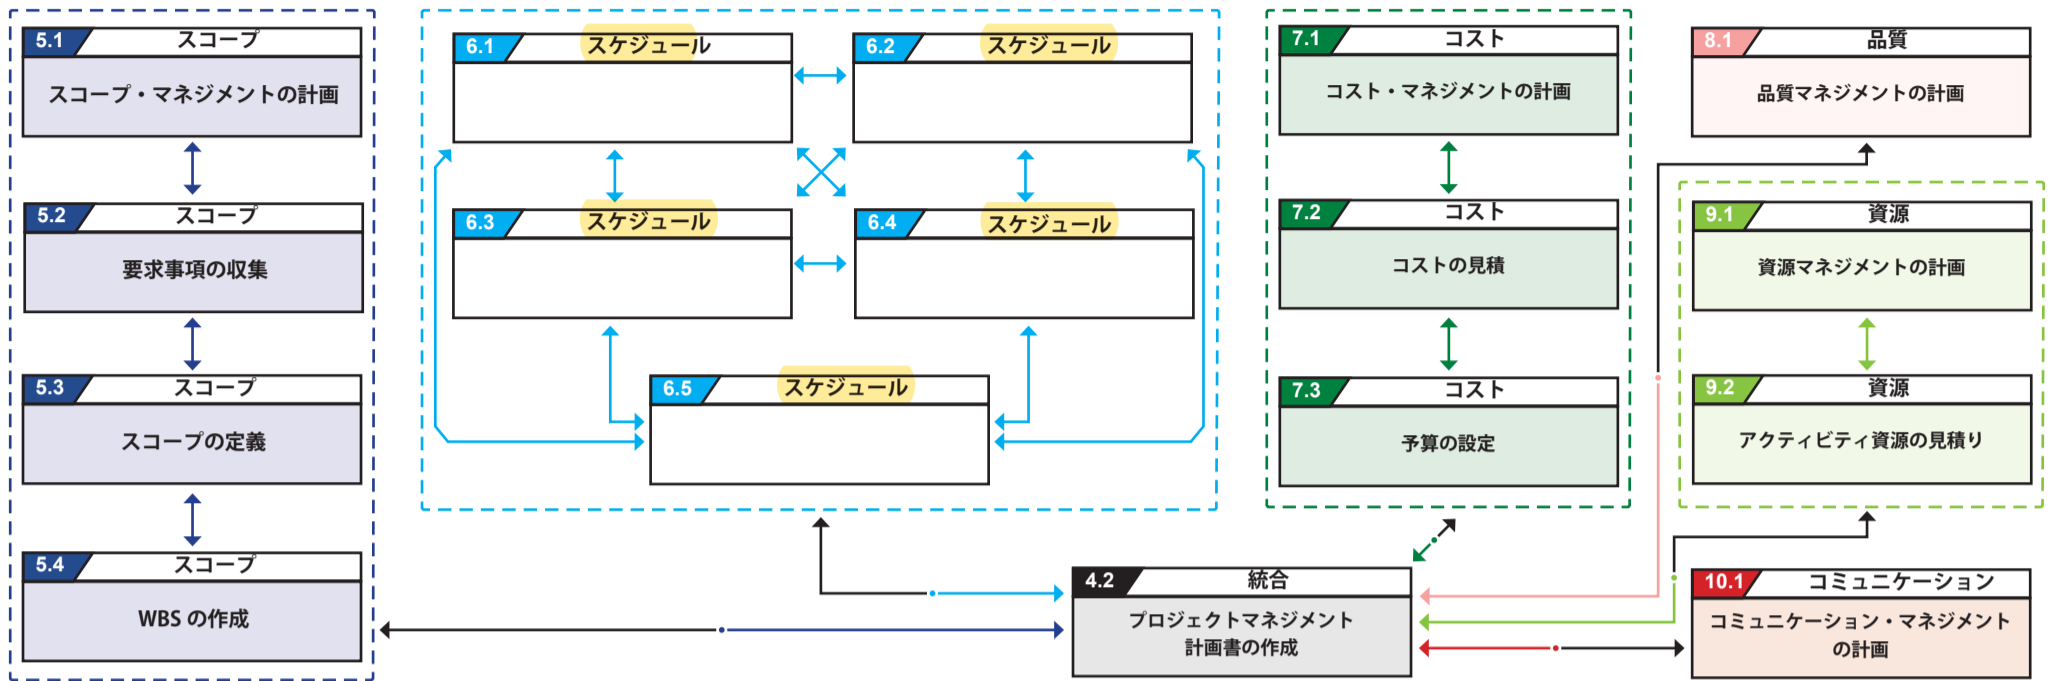 5.1 スコープ
スコープ・マネジメントの計画
5.2 スコープ
要求事項の収集
5.3 スコープ
スコープの定義
5.4 スコープ
WBS の作成
6.1 スケジュール
6.2 スケジュール
6.3 スケジュール
6.4 スケジュール
6.5 スケジュール
7.1 コスト
コスト・マネジメントの計画
7.2 コスト
コストの見積
7.3 コスト
予算の設定
4.2 統合
プロジェクトマネジメント
計画書の作成
8.1 品質
品質マネジメントの計画
9.1 資源
資源マネジメントの計画
9.2 資源
アクティビティ資源の見積り
10.1 コミュニケーション
コミュニケーション・マネジメント
の計画